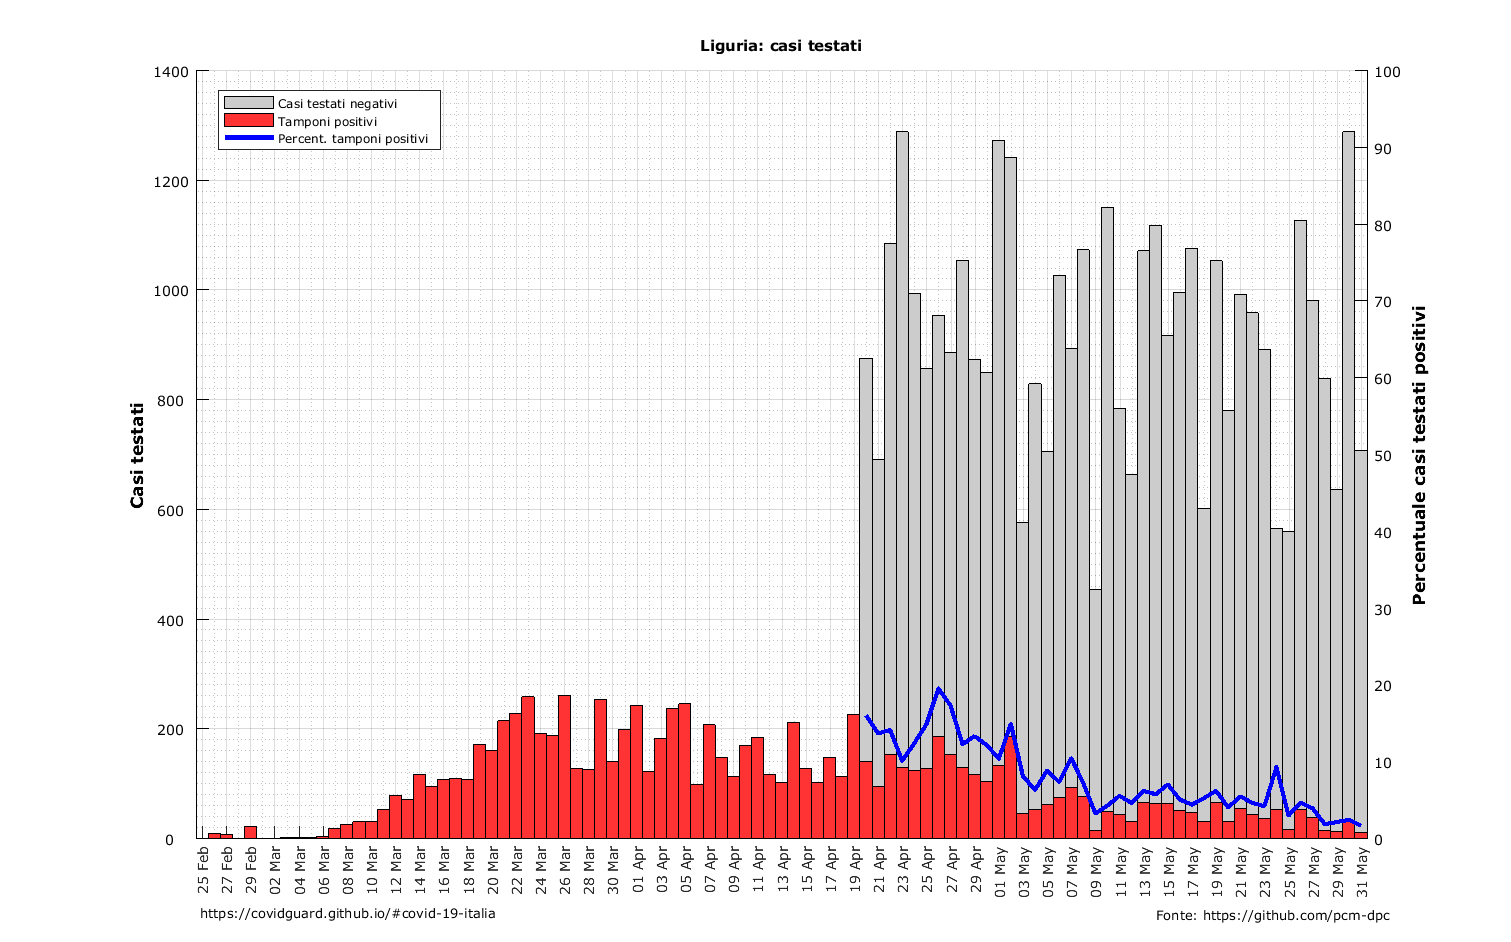 Liguria: casi testati
Casi testati negativi
Tamponi positivi
Percent. tamponi positivi
Casi testati
1400
1200
1000
800
600
400
200
0
Percentuale casi testati positivi
100
90
80
70
60
50
40
30
20
10
0
25 Feb
27 Feb
29 Feb
02 Mar
04 Mar
06 Mar
08 Mar
10 Mar
12 Mar
14 Mar
16 Mar
18 Mar
20 Mar
22 Mar
24 Mar
26 Mar
28 Mar
30 Mar
01 Apr
03 Apr
05 Apr
07 Apr
09 Apr
11 Apr
13 Apr
15 Apr
17 Apr
19 Apr
21 Apr
23 Apr
25 Apr
27 Apr
29 Apr
01 May
03 May
05 May
07 May
09 May
11 May
13 May
15 May
17 May
19 May
21 May
23 May
25 May
27 May
29 May
31 May
https://covidguard.github.io/#covid-19-italia
Fonte: https://github.com/pcm-dpc